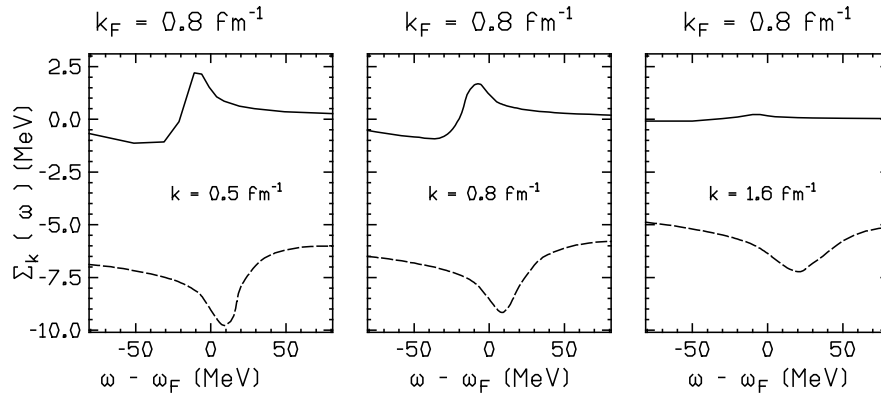 k_F = 0.8 fm⁻¹ k_F = 0.8 fm⁻¹ k_F = 0.8 fm⁻¹
Σ_k (ω) (MeV)
2.5
0.0
-2.5
-5.0
-7.5
-10.0
k = 0.5 fm⁻¹ k = 0.8 fm⁻¹ k = 1.6 fm⁻¹
-50 0 50 -50 0 50 -50 0 50
ω - ω_F (MeV) ω - ω_F (MeV) ω - ω_F (MeV)